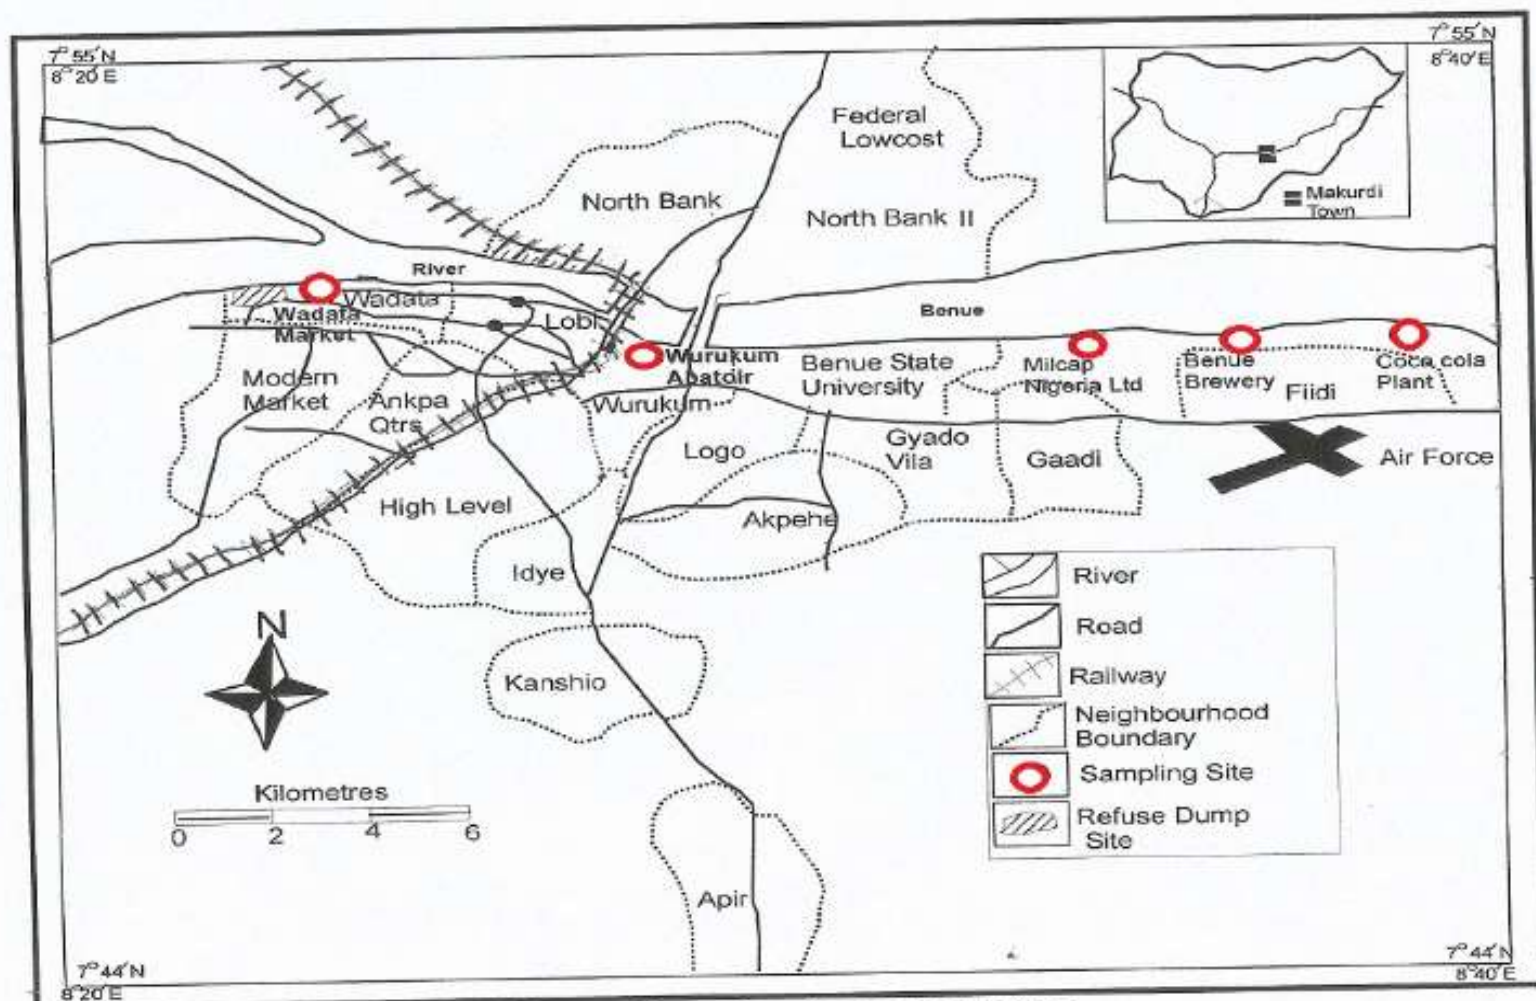 7°55'N
8°20'E
7°55'N
8°40'E
Federal
Lowcost
North Bank
North Bank II
Makurdi
Town
River
Benue
Wadata
Wadata
Market
Lobi
Wurukum
Abatoir
Wurukum
Benue State
University
Milcap
Nigeria Ltd
Benue
Brewery
Coca cola
Plant
Fiidi
Modern
Market
Ankpa
Qtrs
Logo
Gyado
Vila
Gaadi
Air Force
High Level
Akpehe
Idye
Kanshio
Apir
N
Kilometres
0 2 4 6
River
Road
Railway
Neighbourhood
Boundary
Sampling Site
Refuse Dump
Site
7°44'N
8°20'E
7°44'N
8°40'E